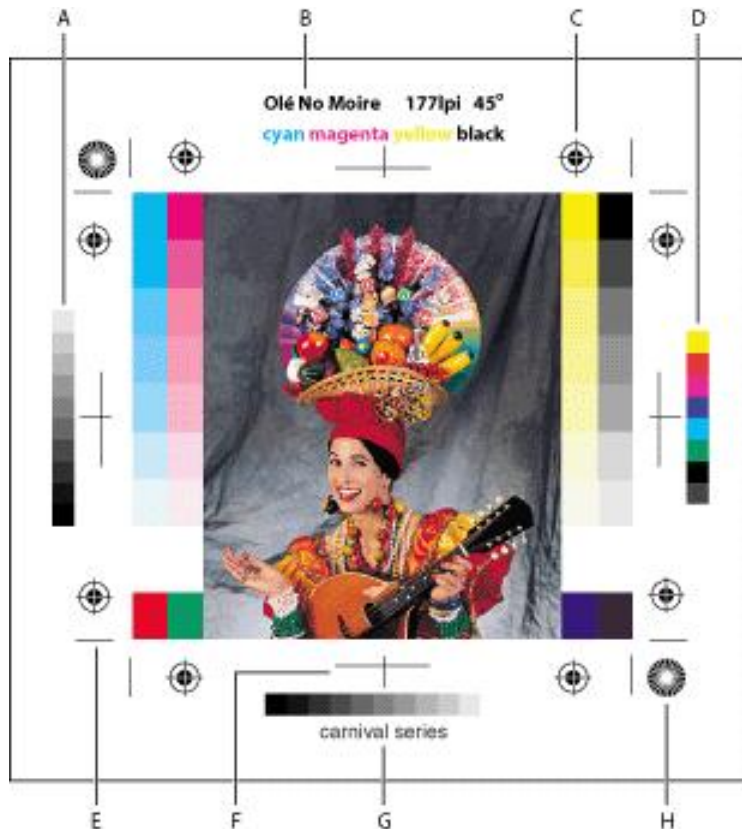 A B C D
Olé No Moire 177lpi 45°
cyan magenta yellow black
carnival series
E F G H